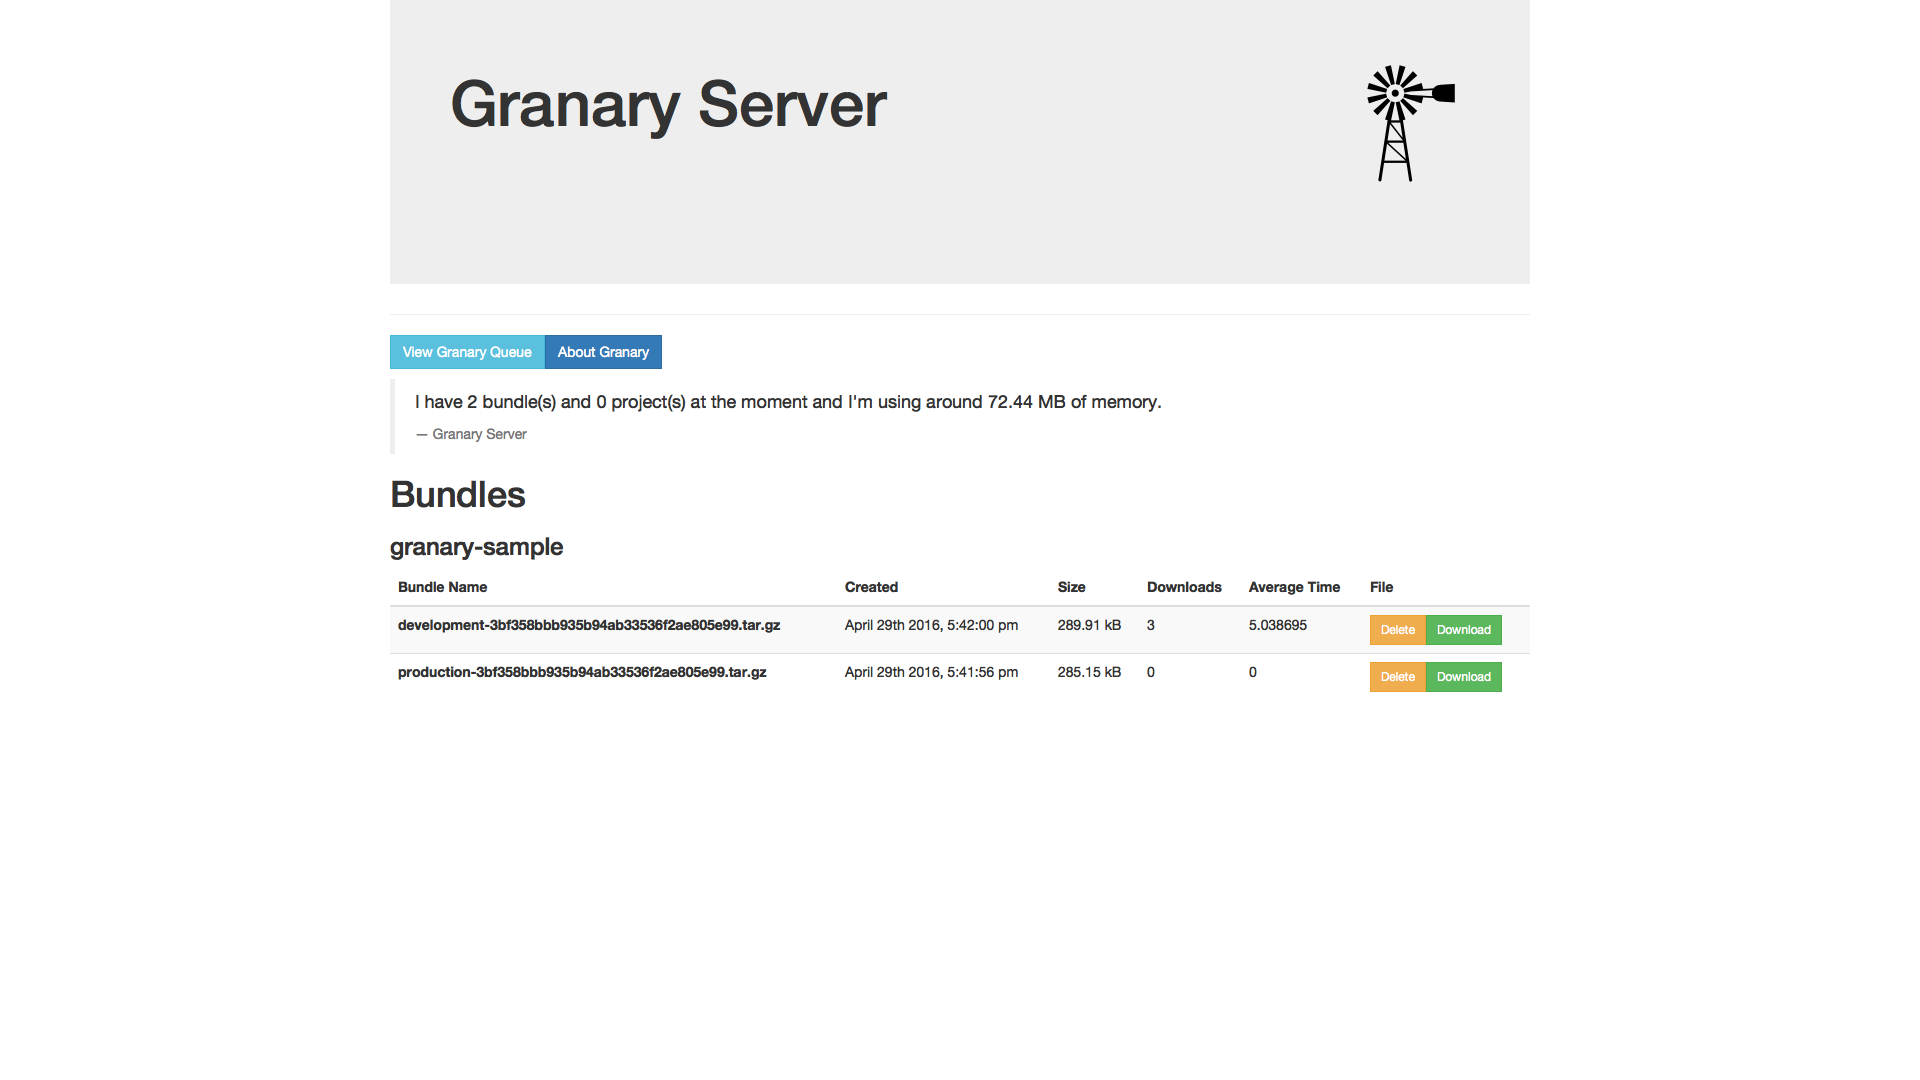 Granary Server
View Granary Queue About Granary
I have 2 bundle(s) and 0 project(s) at the moment and I'm using around 72.44 MB of memory.
— Granary Server
Bundles
granary-sample
Bundle Name Created Size Downloads Average Time File
development-3bf358bbb935b94ab33536f2ae805e99.tar.gz April 29th 2016, 5:42:00 pm 289.91 kB 3 5.038695 Delete Download
production-3bf358bbb935b94ab33536f2ae805e99.tar.gz April 29th 2016, 5:41:56 pm 285.15 kB 0 0 Delete Download